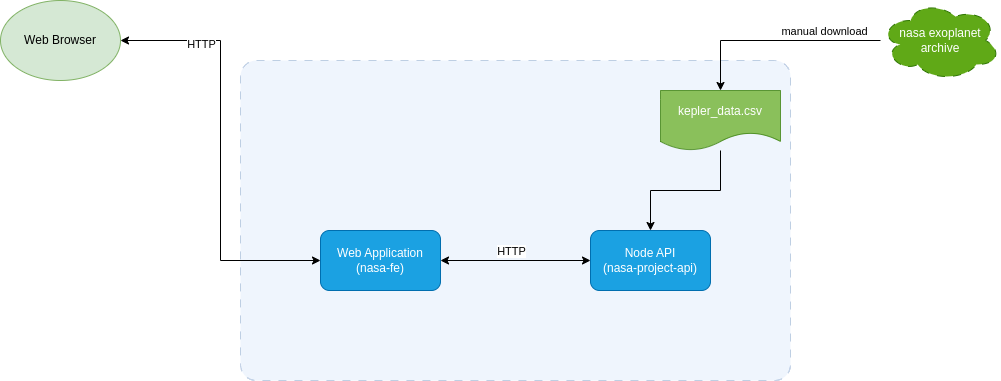 Web Browser
HTTP
manual download
nasa exoplanet
archive
kepler_data.csv
Web Application
(nasa-fe)
HTTP
Node API
(nasa-project-api)